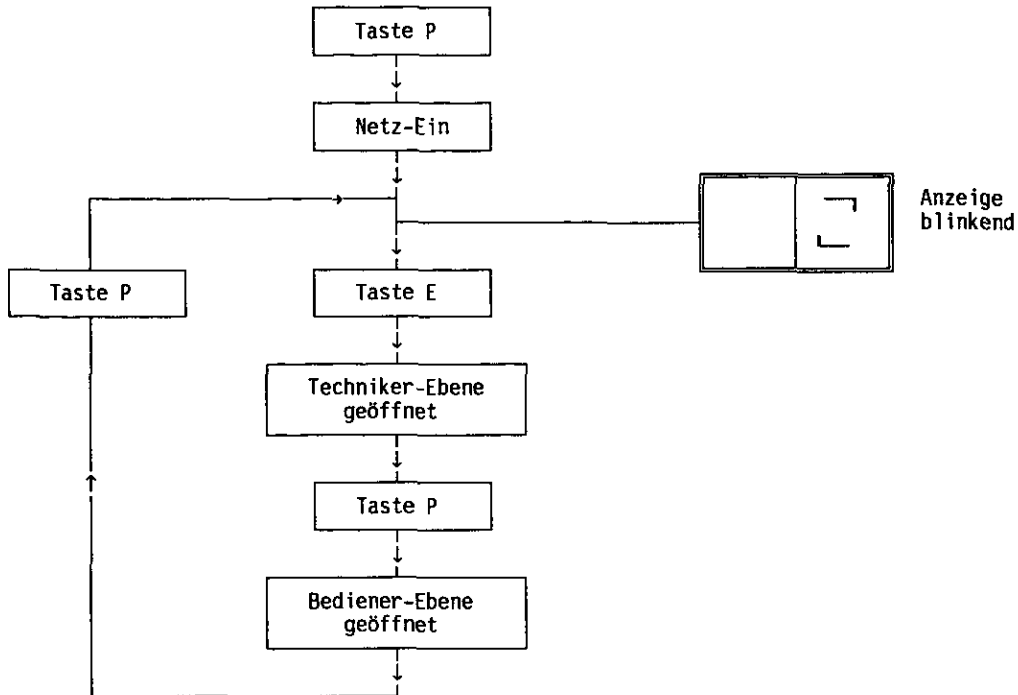 Taste P
Netz-Ein
Anzeige
blinkend
Taste P
Taste E
Techniker-Ebene
geöffnet
Taste P
Bediener-Ebene
geöffnet